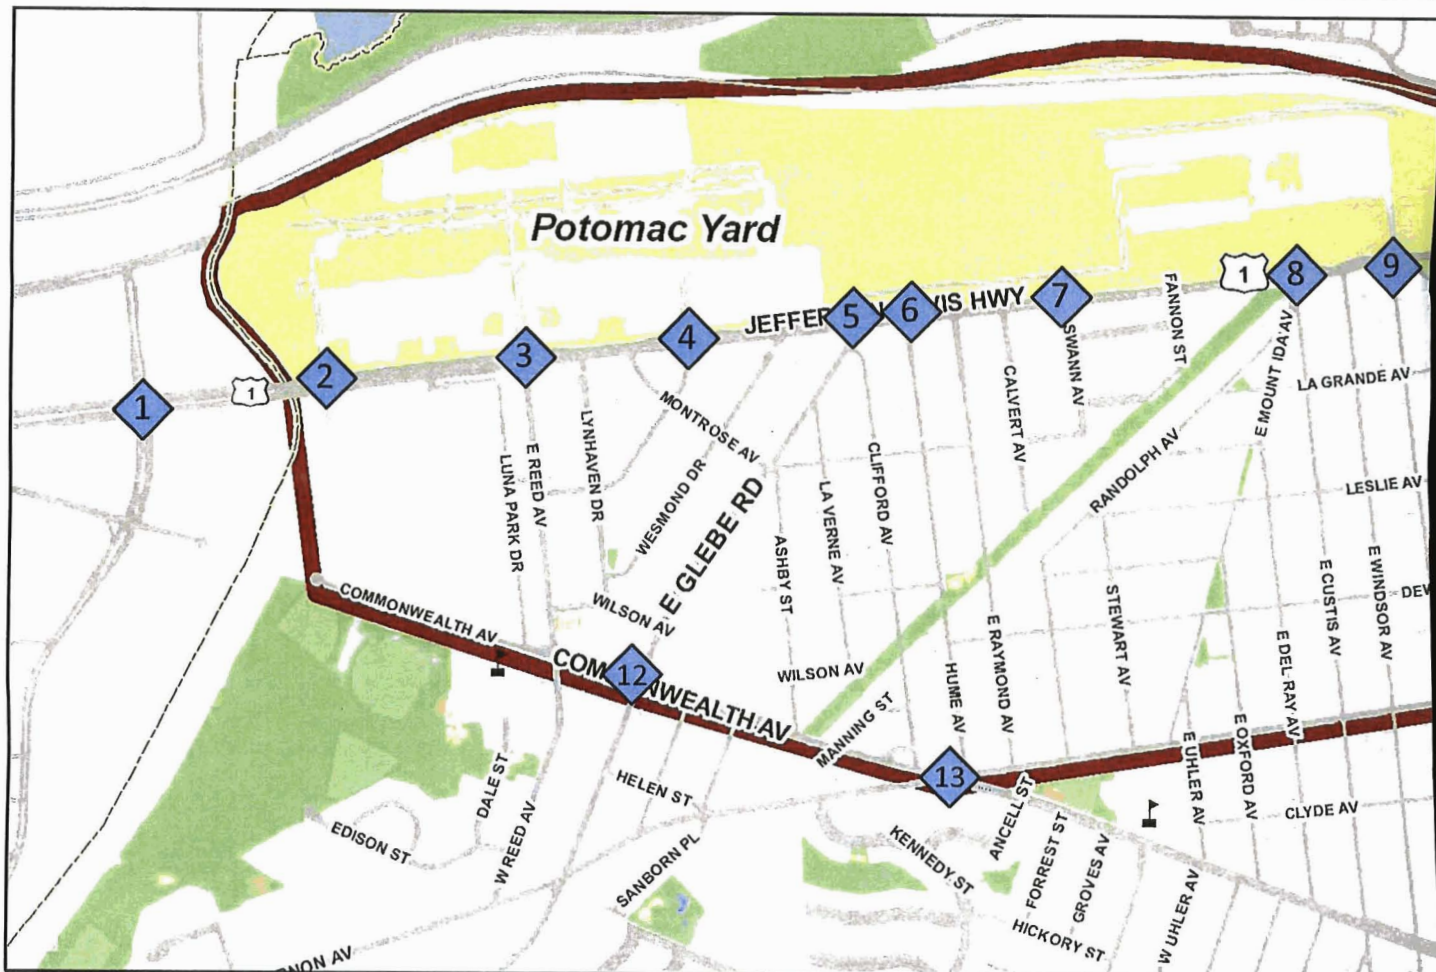 Potomac Yard
1
8
9
7
6
5
JEFFER
IS HWY
4
3
2
1
1
FANNON ST
SWANN AV
E MOUNT IDA AV
LA GRANDE AV
CALVERT AV
MONTROSE AV
RANDOLPH AV
LYNHAVEN DR
E REED AV
LUNA PARK DR
WESMOND DR
E GLEBE RD
CLIFFORD AV
LA VERNE AV
ASHBY ST
LESLIE AV
E WINDSOR AV
E CUSTIS AV
STEWART AV
E RAYMOND AV
HUME AV
E DEL RAY AV
E OXFORD AV
E UHLER AV
COMMONWEALTH AV
WILSON AV
12
COM
NWEALTH AV
WILSON AV
MANNING ST
13
DALE ST
HELEN ST
W REED AV
EDISON ST
SANBORN PL
KENNEDY ST
ANCELL ST
FORREST ST
GROVES AV
CLYDE AV
HICKORY ST
W UHLER AV
NON AV